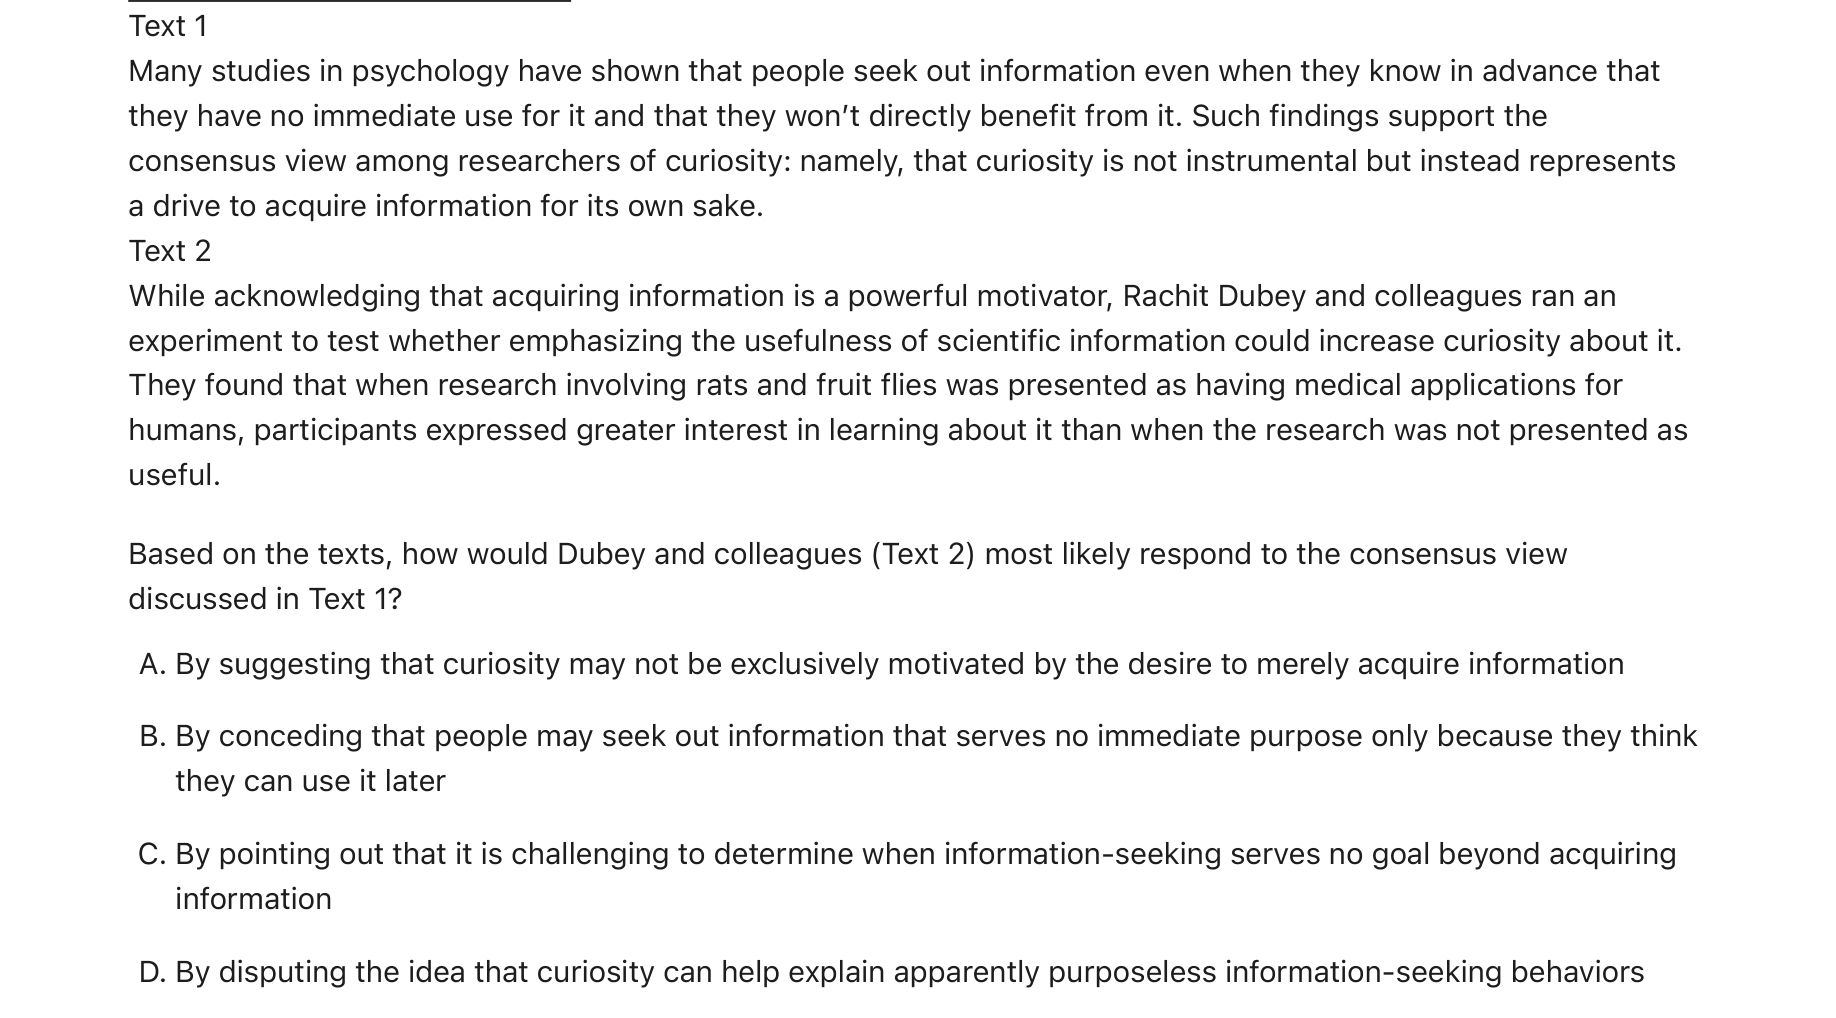 Text 1
Many studies in psychology have shown that people seek out information even when they know in advance that
they have no immediate use for it and that they won’t directly benefit from it. Such findings support the
consensus view among researchers of curiosity: namely, that curiosity is not instrumental but instead represents
a drive to acquire information for its own sake.
Text 2
While acknowledging that acquiring information is a powerful motivator, Rachit Dubey and colleagues ran an
experiment to test whether emphasizing the usefulness of scientific information could increase curiosity about it.
They found that when research involving rats and fruit flies was presented as having medical applications for
humans, participants expressed greater interest in learning about it than when the research was not presented as
useful.
Based on the texts, how would Dubey and colleagues (Text 2) most likely respond to the consensus view
discussed in Text 1?
A. By suggesting that curiosity may not be exclusively motivated by the desire to merely acquire information
B. By conceding that people may seek out information that serves no immediate purpose only because they think
they can use it later
C. By pointing out that it is challenging to determine when information-seeking serves no goal beyond acquiring
information
D. By disputing the idea that curiosity can help explain apparently purposeless information-seeking behaviors